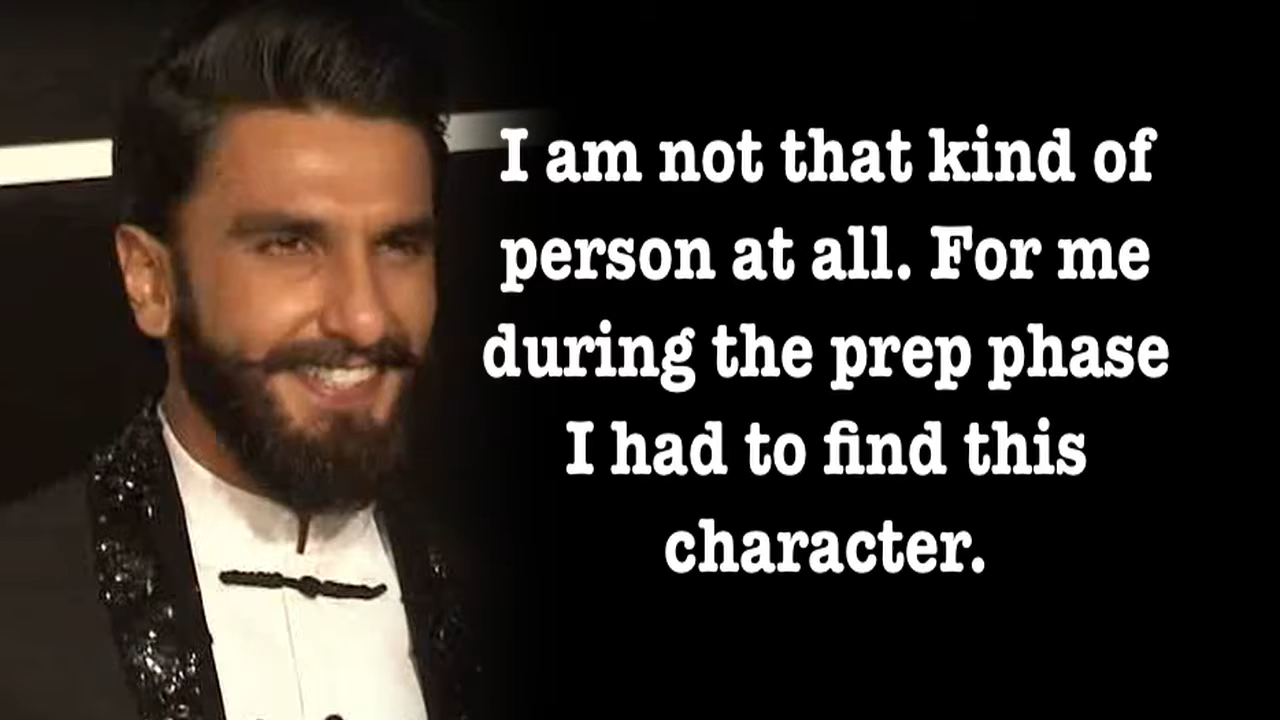 I am not that kind of
person at all. For me
during the prep phase
I had to find this
character.